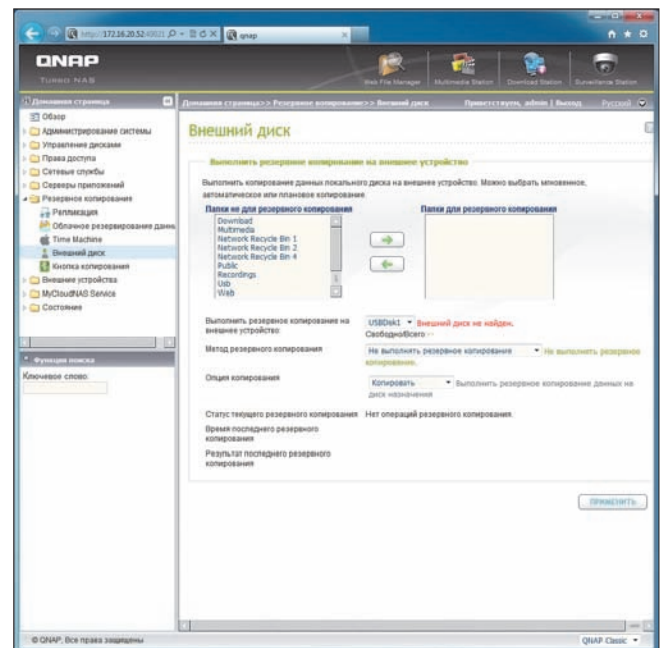 http://172.16.20.52:
qnap
QNAP
TURBO NAS
Web File Manager
Multimedia Station
Download Station
Surveillance Station
Домашняя страница
Домашняя страница>> Резервное копирование>> Внешний диск
Приветствуем, admin | Выход
Русский
Обзор
Администрирование системы
Управление дисками
Права доступа
Сетевые службы
Серверы приложений
Резервное копирование
Репликация
Облачное резервирование данн
Time Machine
Внешний диск
Кнопка копирования
Внешние устройства
MyCloudNAS Service
Состояние
Функция поиска
Ключевое слово:
Внешний диск
Выполнить резервное копирование на внешнее устройство
Выполнить копирование данных локального диска на внешнее устройство. Можно выбрать мгновенное,
автоматическое или плановое копирование.
Папки не для резервного копирования
Папки для резервного копирования
Download
Multimedia
Network Recycle Bin 1
Network Recycle Bin 2
Network Recycle Bin 4
Public
Recordings
Usb
Web
Выполнить резервное копирование на
внешнее устройство:
USBDisk1
Внешний диск не найден.
Свободно/Всего --
Метод резервного копирования
Не выполнять резервное копирование
Не выполнять резервное
копирование.
Опция копирования
Копировать
Выполнить резервное копирование данных на
диск назначения
Статус текущего резервного копирования
Нет операций резервного копирования.
Время последнего резервного
копирования
Результат последнего резервного
копирования
ПРИМЕНИТЬ
© QNAP, Все права защищены
QNAP Classic